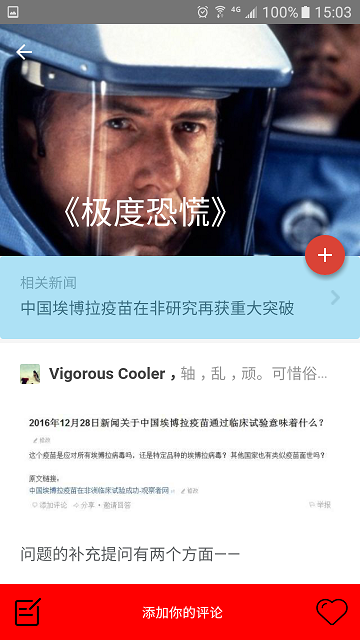 4G 100% 15:03
《极度恐慌》
相关新闻
中国埃博拉疫苗在非研究再获重大突破
Vigorous Cooler，轴，乱，顽。可惜俗...
2016年12月28日新闻关于中国埃博拉疫苗通过临床试验意味着什么？
修改
这个疫苗是应对所有埃博拉病毒吗，还是特定品种的埃博拉病毒？其他国家也有类似疫苗面世吗？
原文链接：
中国埃博拉疫苗在非洲临床试验成功-观察者网 修改
添加评论 分享 · 邀请回答 举报
问题的补充提问有两个方面——
添加你的评论